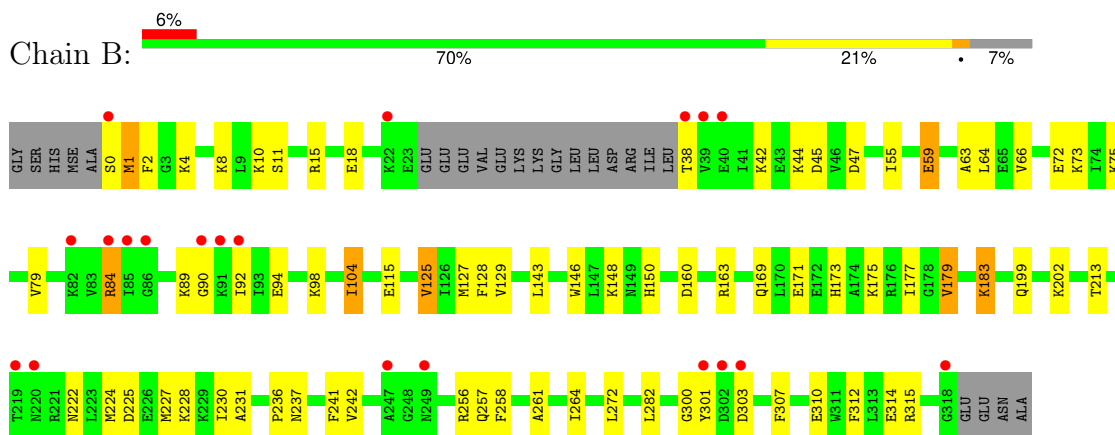 6%
Chain B:
70% 21% • 7%
GLY SER HIS MSE ALA S0 M1 F2 G3 K4 K8 L9 K10 S11 R15 E18 K22 E23 GLU GLU GLU VAL GLU LYS LYS GLY LEU LEU ASP ARG ILE LEU T38 V39 E40 I41 K42 E43 K44 D45 V46 D47 I55 E59 A63 L64 E65 V66 E72 K73 I74 K75
V79 K82 V83 R84 I85 G86 K89 G90 K91 I92 I93 E94 K98 I104 E115 V125 I126 M127 F128 V129 L143 W146 L147 K148 N149 H150 D160 R163 Q169 L170 E171 E172 H173 A174 K175 R176 I177 G178 V179 K183 Q199 K202 T213
T219 N220 R221 N222 L223 M224 D225 E226 M227 K228 K229 I230 A231 P236 N237 F241 V242 A247 G248 N249 R256 Q257 F258 A261 I264 L272 L282 G300 Y301 D302 D303 F307 E310 W311 F312 L313 E314 R315 G318 GLU GLU ASN ALA